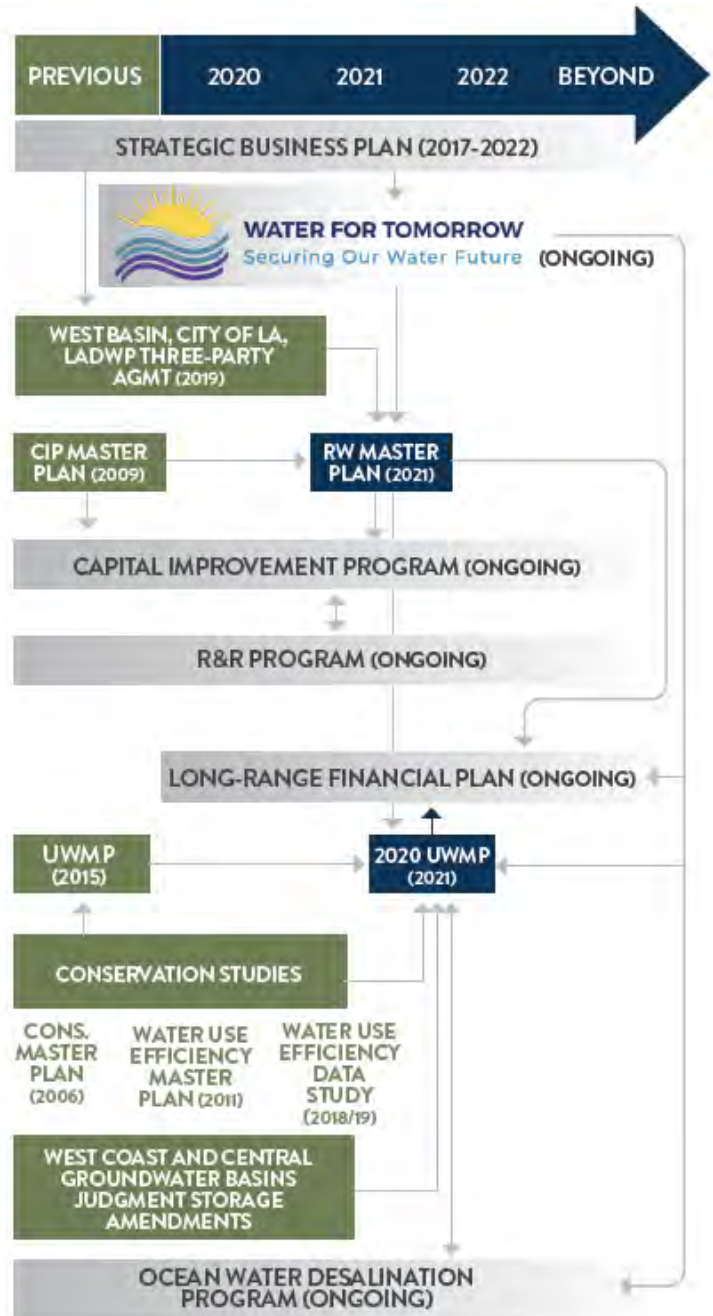 PREVIOUS 2020 2021 2022 BEYOND
STRATEGIC BUSINESS PLAN (2017-2022)
WATER FOR TOMORROW
Securing Our Water Future (ONGOING)
WEST BASIN, CITY OF LA,
LADWP THREE-PARTY
AGMT (2019)
CIP MASTER
PLAN (2009)
RW MASTER
PLAN (2021)
CAPITAL IMPROVEMENT PROGRAM (ONGOING)
R&R PROGRAM (ONGOING)
LONG-RANGE FINANCIAL PLAN (ONGOING)
UWMP
(2015)
2020 UWMP
(2021)
CONSERVATION STUDIES
CONS.
MASTER
PLAN
(2006)
WATER USE
EFFICIENCY
MASTER
PLAN (2011)
WATER USE
EFFICIENCY
DATA
STUDY
(2018/19)
WEST COAST AND CENTRAL
GROUNDWATER BASINS
JUDGMENT STORAGE
AMENDMENTS
OCEAN WATER DESALINATION
PROGRAM (ONGOING)